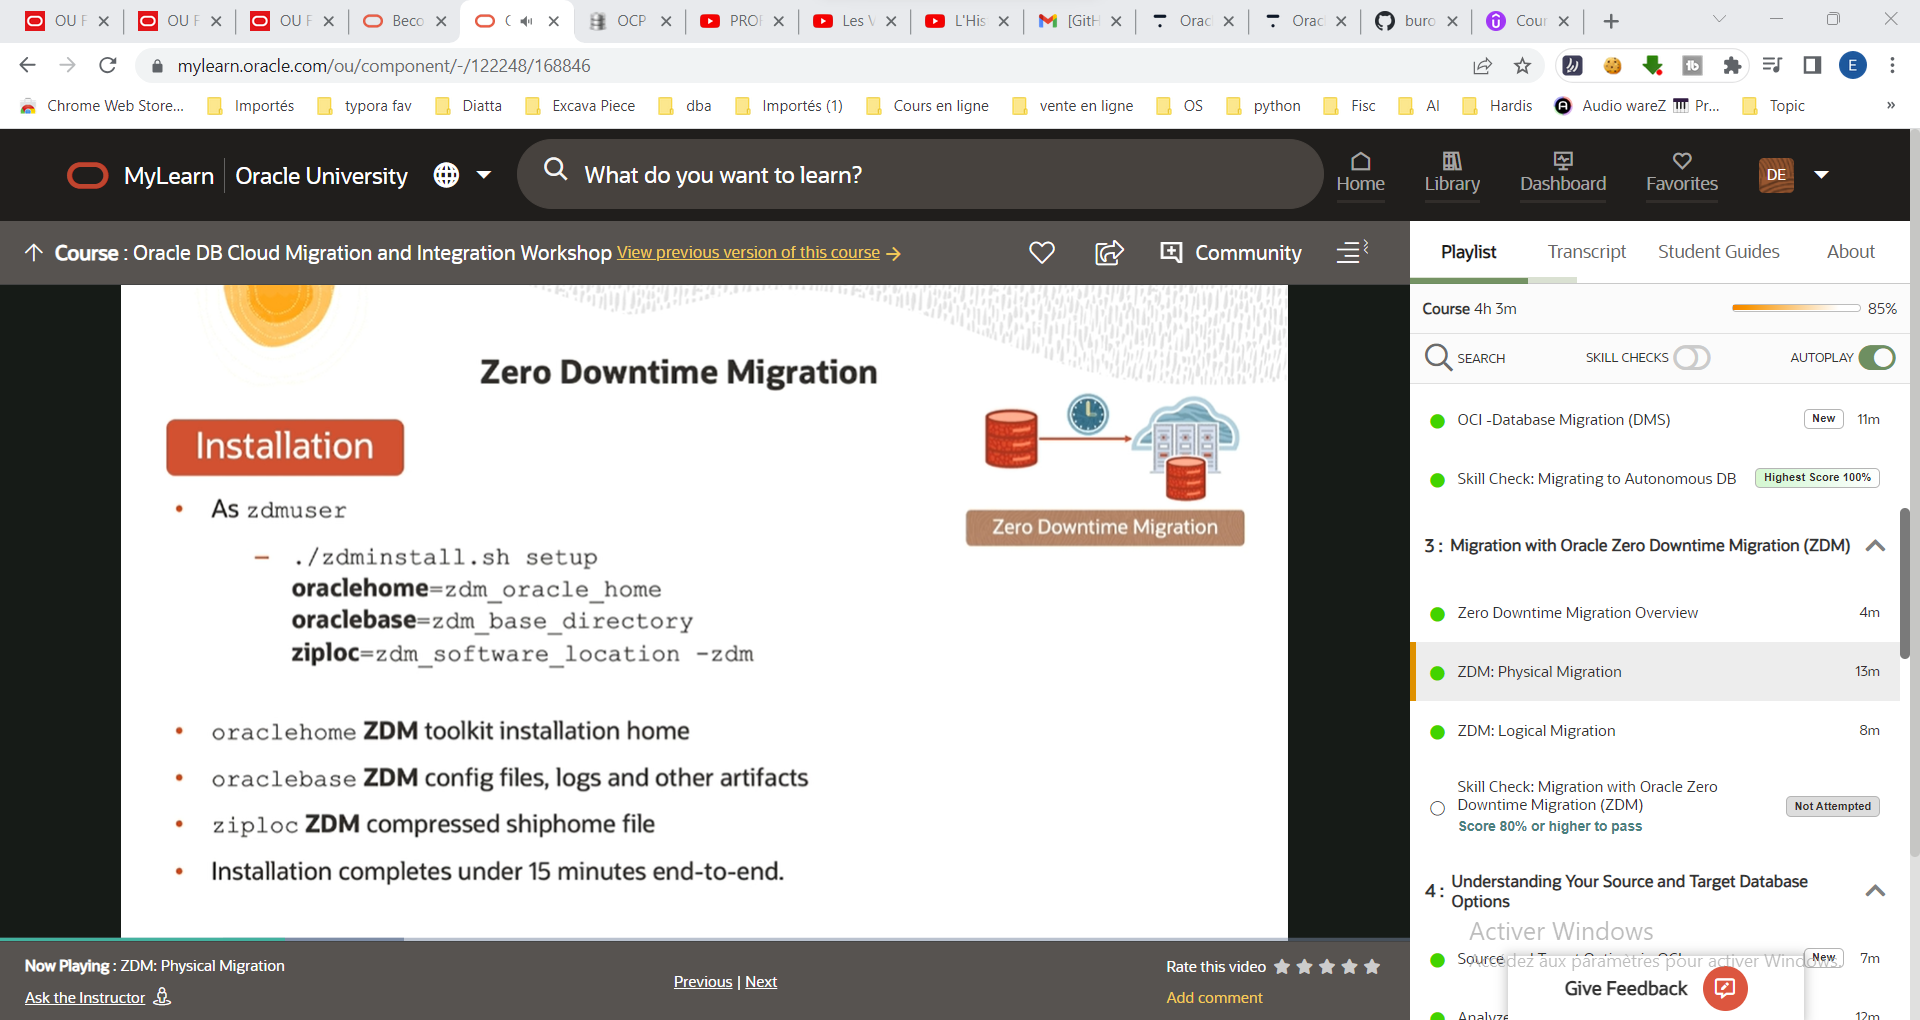 OU F
OU F
OU F
Beco
OCP
PROF
Les V
L'His
[GitH
Orac
Orac
buro
Cour
mylearn.oracle.com/ou/component/-/122248/168846
E
Chrome Web Store...
Importés
typora fav
Diatta
Excava Piece
dba
Importés (1)
Cours en ligne
vente en ligne
OS
python
Fisc
AI
Hardis
Audio wareZ
Pr...
Topic
»
MyLearn
Oracle University
What do you want to learn?
Home
Library
Dashboard
Favorites
DE
Course : Oracle DB Cloud Migration and Integration Workshop View previous version of this course →
Community
Playlist
Transcript
Student Guides
About
Course 4h 3m
85%
SEARCH
SKILL CHECKS
AUTOPLAY
Zero Downtime Migration
Installation
• As zdmuser
– ./zdminstall.sh setup
oraclehome=zdm_oracle_home
oraclebase=zdm_base_directory
ziploc=zdm_software_location -zdm
• oraclehome ZDM toolkit installation home
• oraclebase ZDM config files, logs and other artifacts
• ziploc ZDM compressed shiphome file
• Installation completes under 15 minutes end-to-end.
Zero Downtime Migration
OCI -Database Migration (DMS)
New
11m
Skill Check: Migrating to Autonomous DB
Highest Score 100%
3 : Migration with Oracle Zero Downtime Migration (ZDM)
Zero Downtime Migration Overview
4m
ZDM: Physical Migration
13m
ZDM: Logical Migration
8m
Skill Check: Migration with Oracle Zero
Downtime Migration (ZDM)
Score 80% or higher to pass
Not Attempted
4 : Understanding Your Source and Target Database
Options
Activer Windows
Accédez aux paramètres pour activer Windows.
New
7m
Give Feedback
Analyze
12m
Now Playing : ZDM: Physical Migration
Ask the Instructor
Previous | Next
Rate this video
Add comment